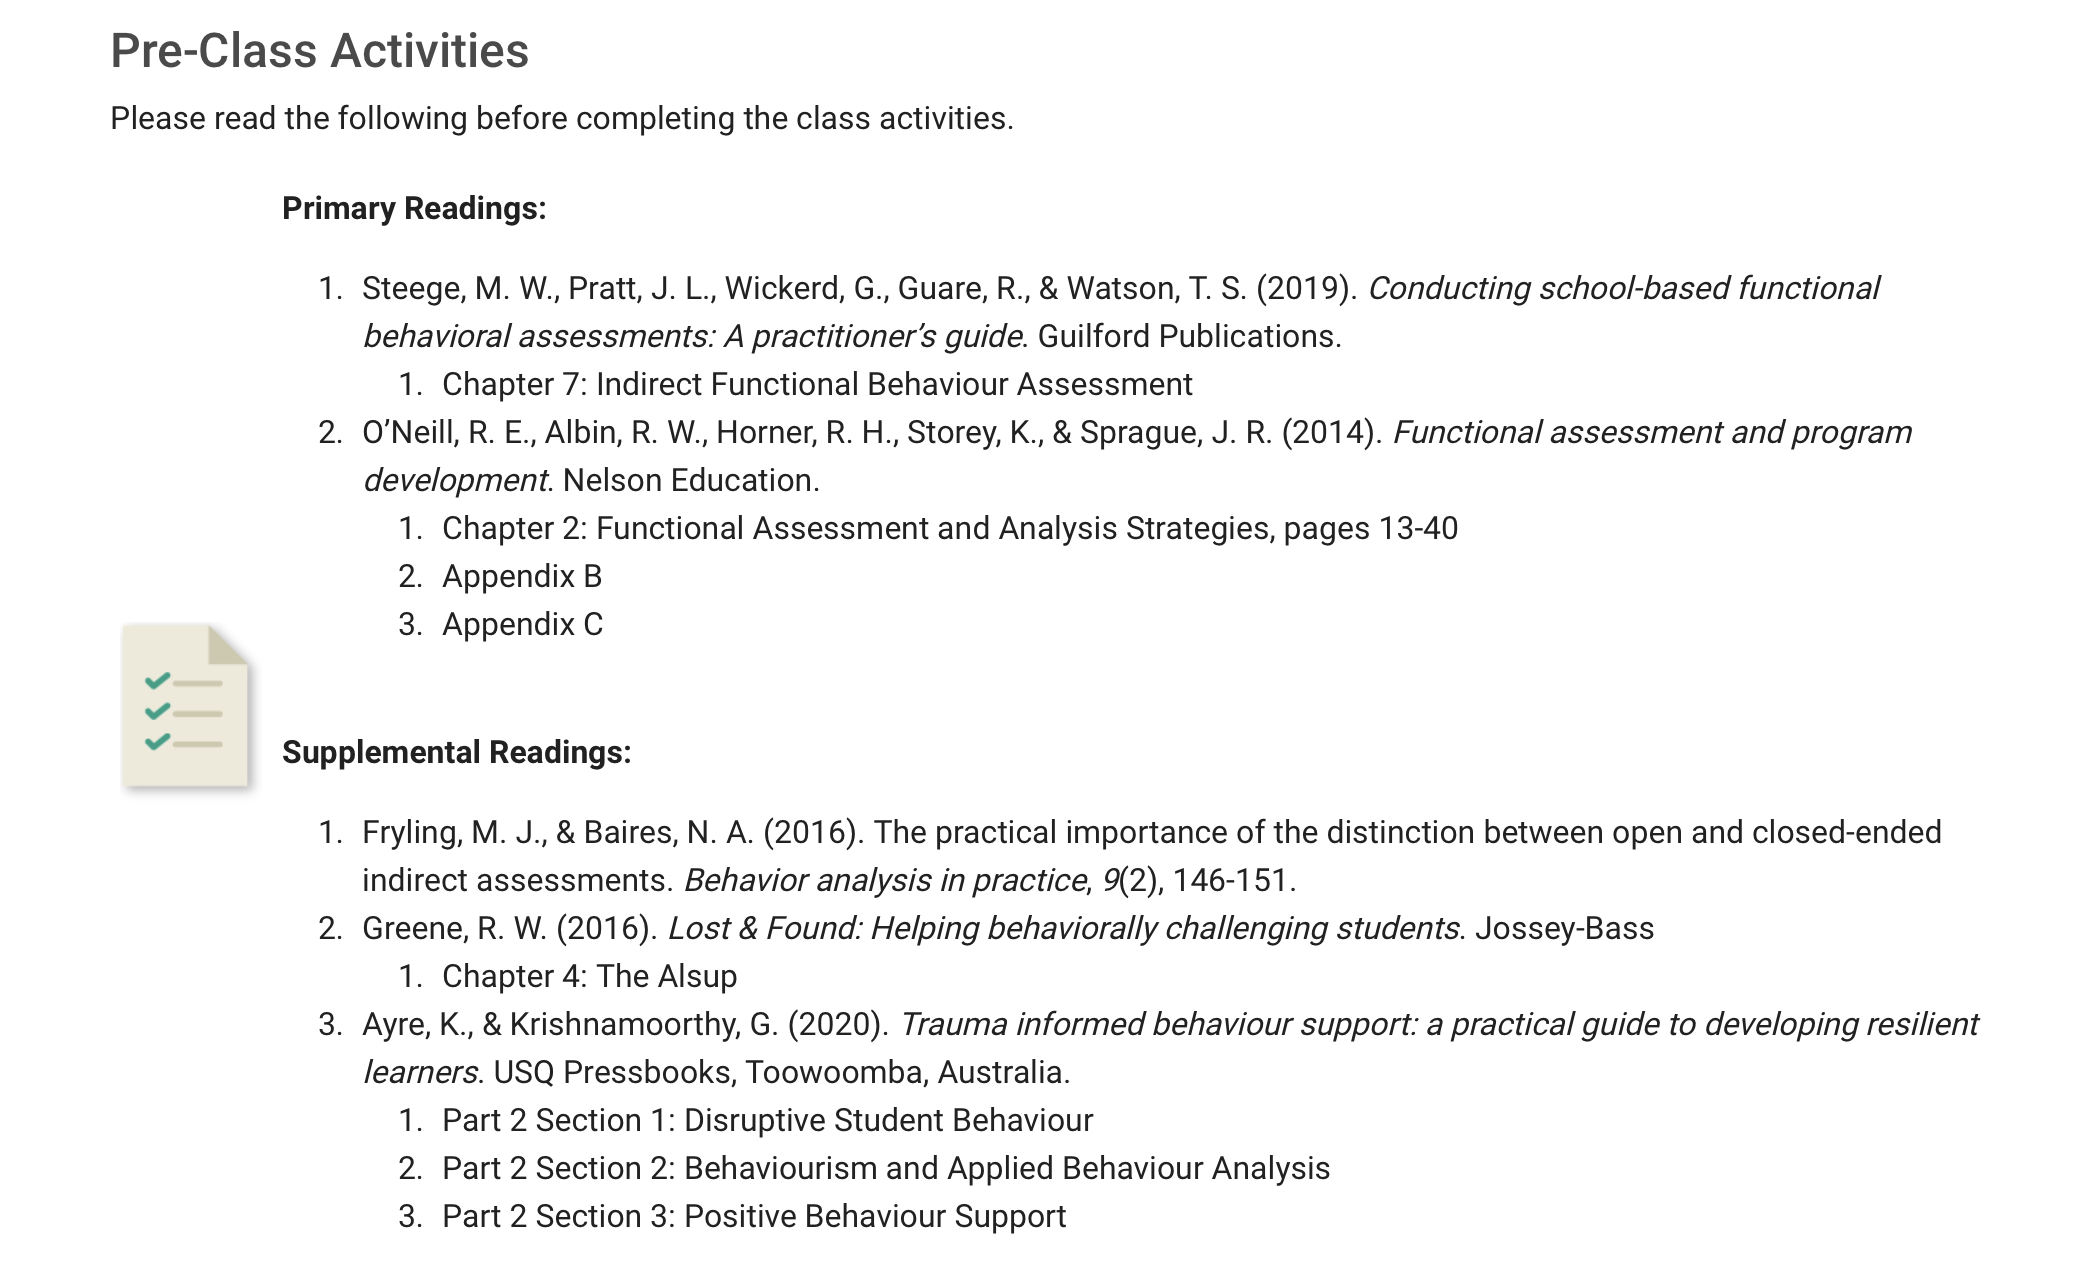 Pre-Class Activities
Please read the following before completing the class activities.
Primary Readings:
1. Steege, M. W., Pratt, J. L., Wickerd, G., Guare, R., & Watson, T. S. (2019). Conducting school-based functional
behavioral assessments: A practitioner’s guide. Guilford Publications.
1. Chapter 7: Indirect Functional Behaviour Assessment
2. O’Neill, R. E., Albin, R. W., Horner, R. H., Storey, K., & Sprague, J. R. (2014). Functional assessment and program
development. Nelson Education.
1. Chapter 2: Functional Assessment and Analysis Strategies, pages 13-40
2. Appendix B
3. Appendix C
Supplemental Readings:
1. Fryling, M. J., & Baires, N. A. (2016). The practical importance of the distinction between open and closed-ended
indirect assessments. Behavior analysis in practice, 9(2), 146-151.
2. Greene, R. W. (2016). Lost & Found: Helping behaviorally challenging students. Jossey-Bass
1. Chapter 4: The Alsup
3. Ayre, K., & Krishnamoorthy, G. (2020). Trauma informed behaviour support: a practical guide to developing resilient
learners. USQ Pressbooks, Toowoomba, Australia.
1. Part 2 Section 1: Disruptive Student Behaviour
2. Part 2 Section 2: Behaviourism and Applied Behaviour Analysis
3. Part 2 Section 3: Positive Behaviour Support